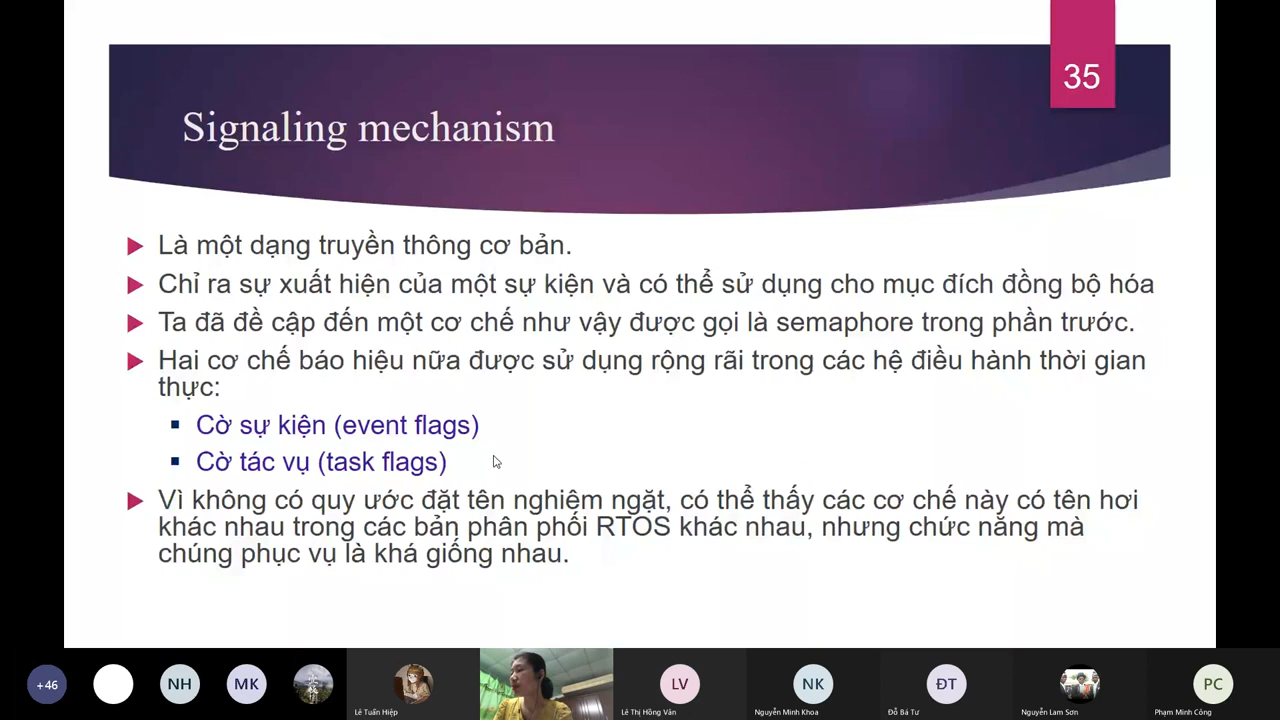 35
Signaling mechanism
Là một dạng truyền thông cơ bản.
Chỉ ra sự xuất hiện của một sự kiện và có thể sử dụng cho mục đích đồng bộ hóa
Ta đã đề cập đến một cơ chế như vậy được gọi là semaphore trong phần trước.
Hai cơ chế báo hiệu nữa được sử dụng rộng rãi trong các hệ điều hành thời gian
thực:
Cờ sự kiện (event flags)
Cờ tác vụ (task flags)
Vì không có quy ước đặt tên nghiêm ngặt, có thể thấy các cơ chế này có tên hơi
khác nhau trong các bản phân phối RTOS khác nhau, nhưng chức năng mà
chúng phục vụ là khá giống nhau.
+46
NH
MK
Lê Tuấn Hiệp
LV
Lê Thị Hồng Vân
NK
Nguyễn Minh Khoa
ĐT
Đỗ Bá Tư
Nguyễn Lam Sơn
PC
Phạm Minh Công